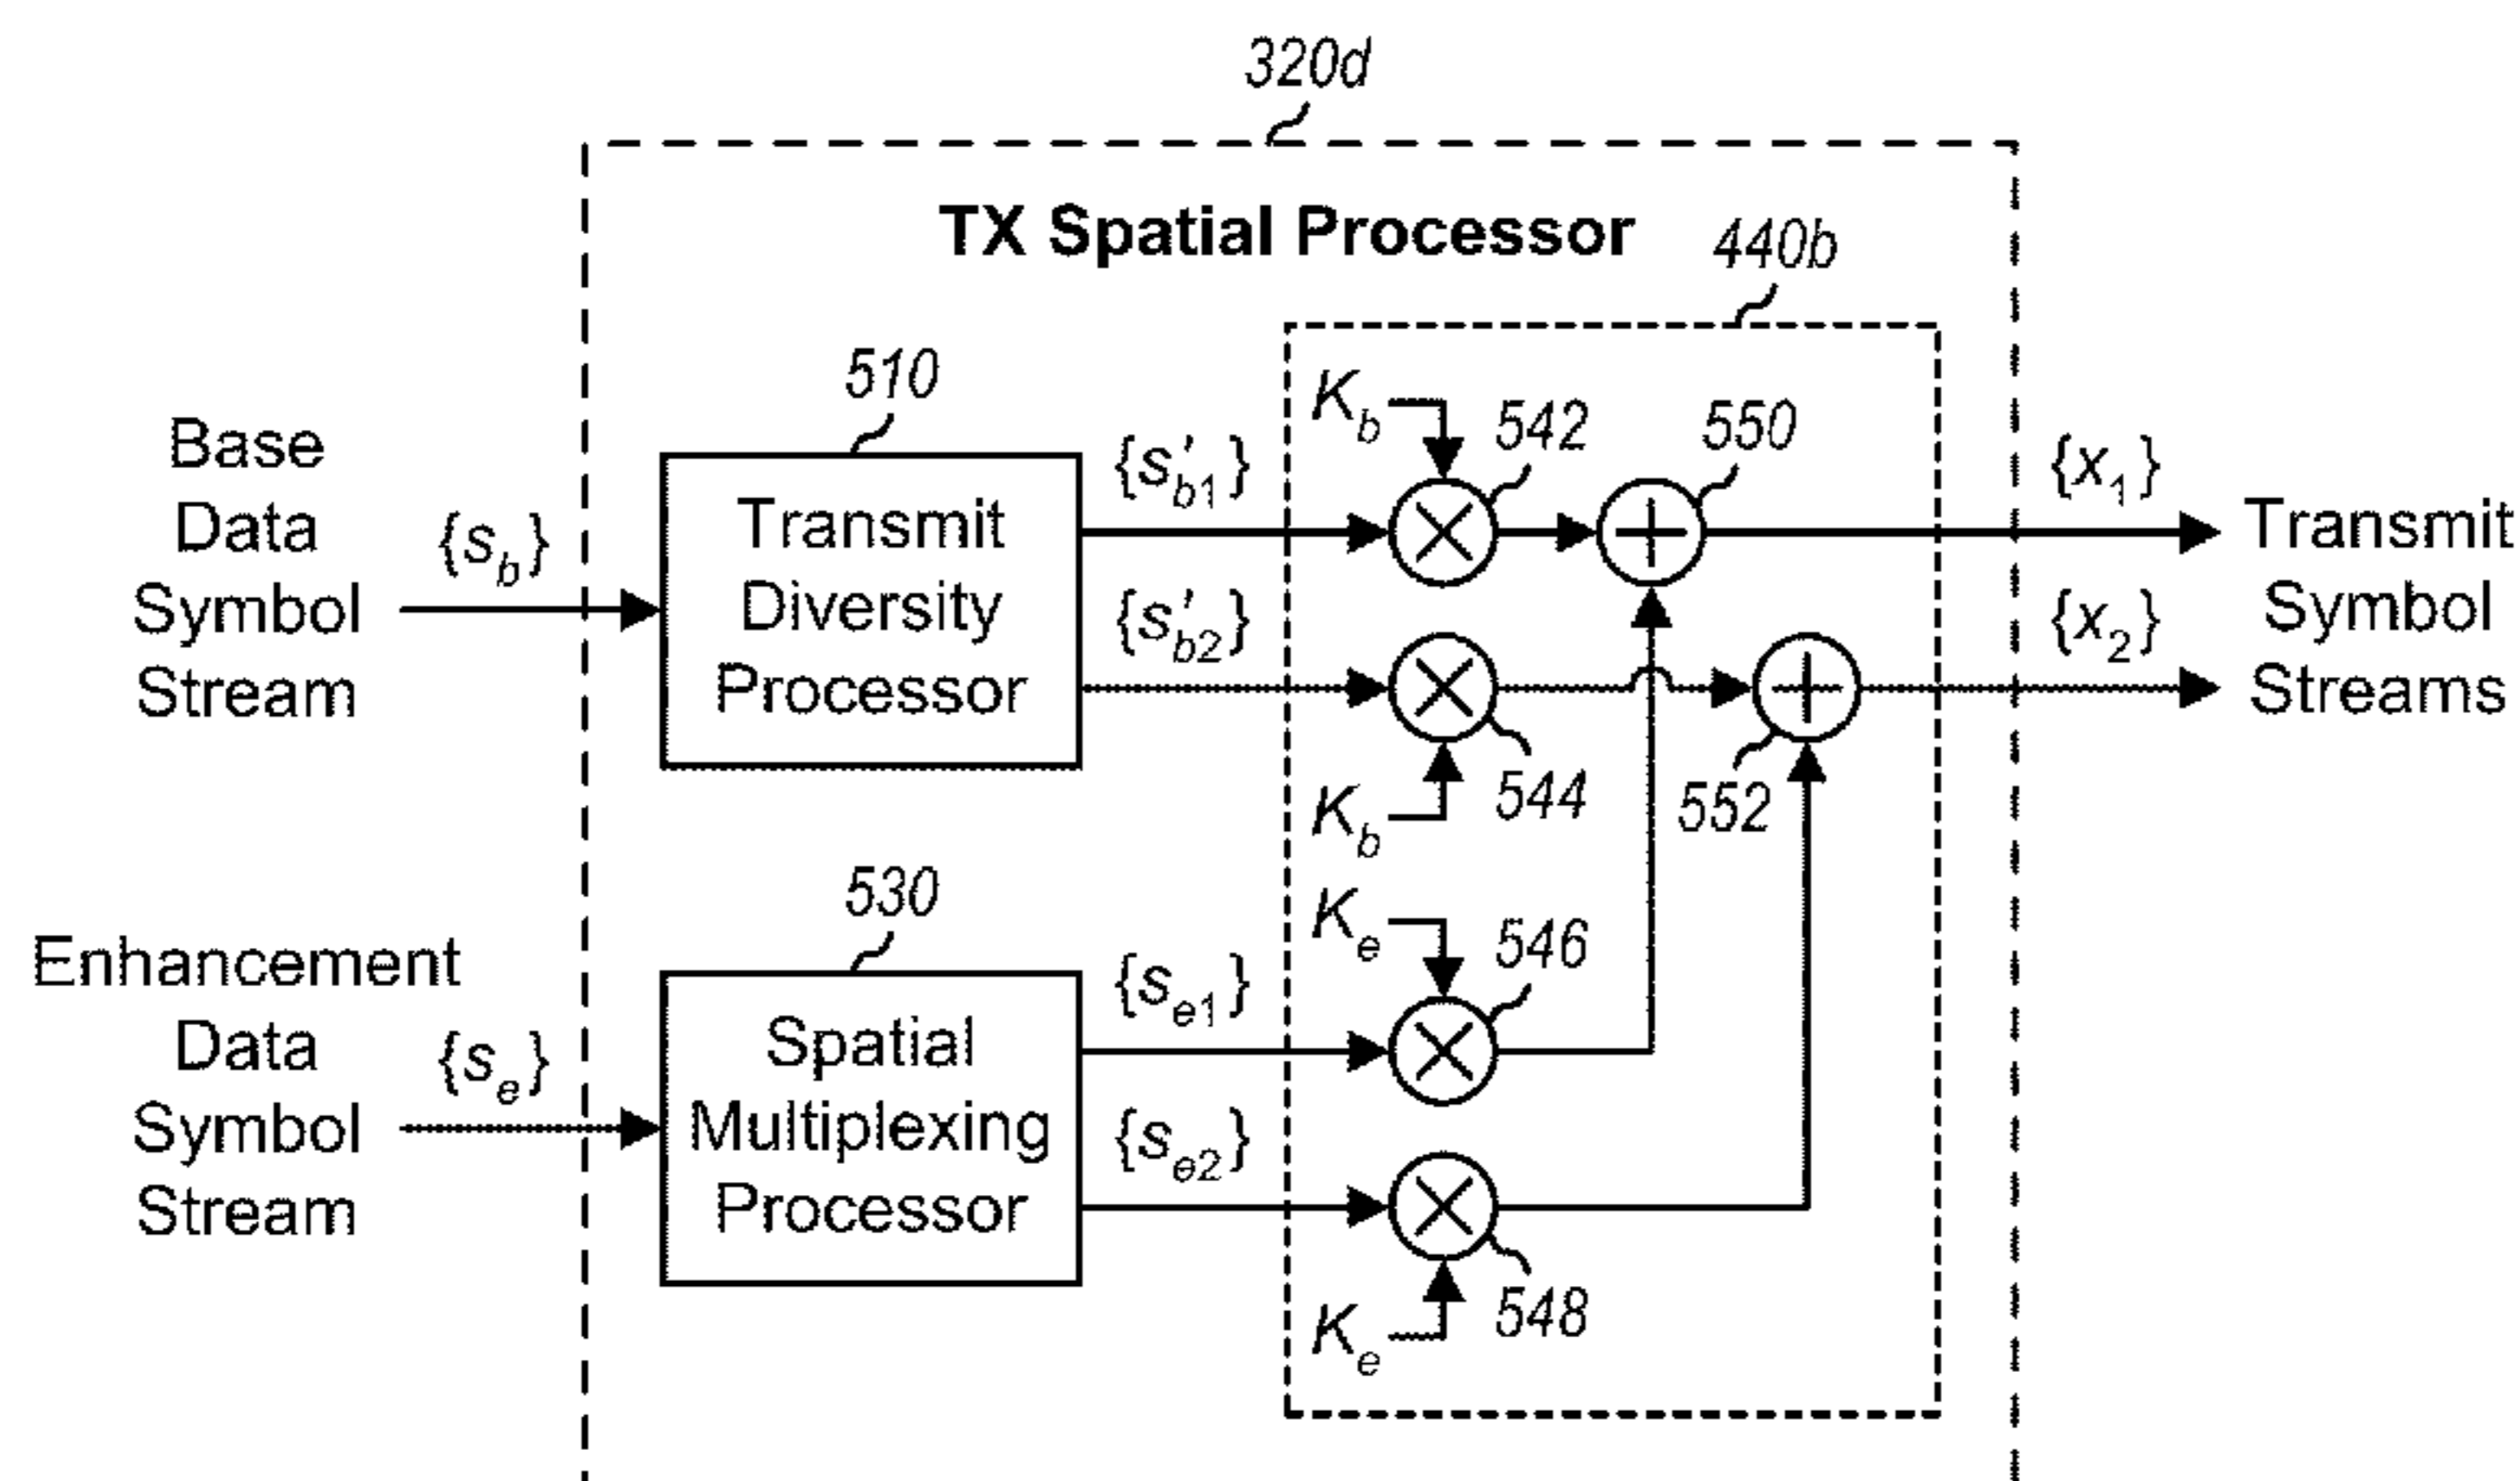 320d
TX Spatial Processor
440b
Base
Data
Symbol
Stream
{s_b}
510
Transmit
Diversity
Processor
{s'_b1}
{s'_b2}
K_b
542
550
K_b
544
552
{x_1}
{x_2}
Transmit
Symbol
Streams
Enhancement
Data
Symbol
Stream
{s_e}
530
Spatial
Multiplexing
Processor
{s_e1}
{s_e2}
K_e
546
K_e
548